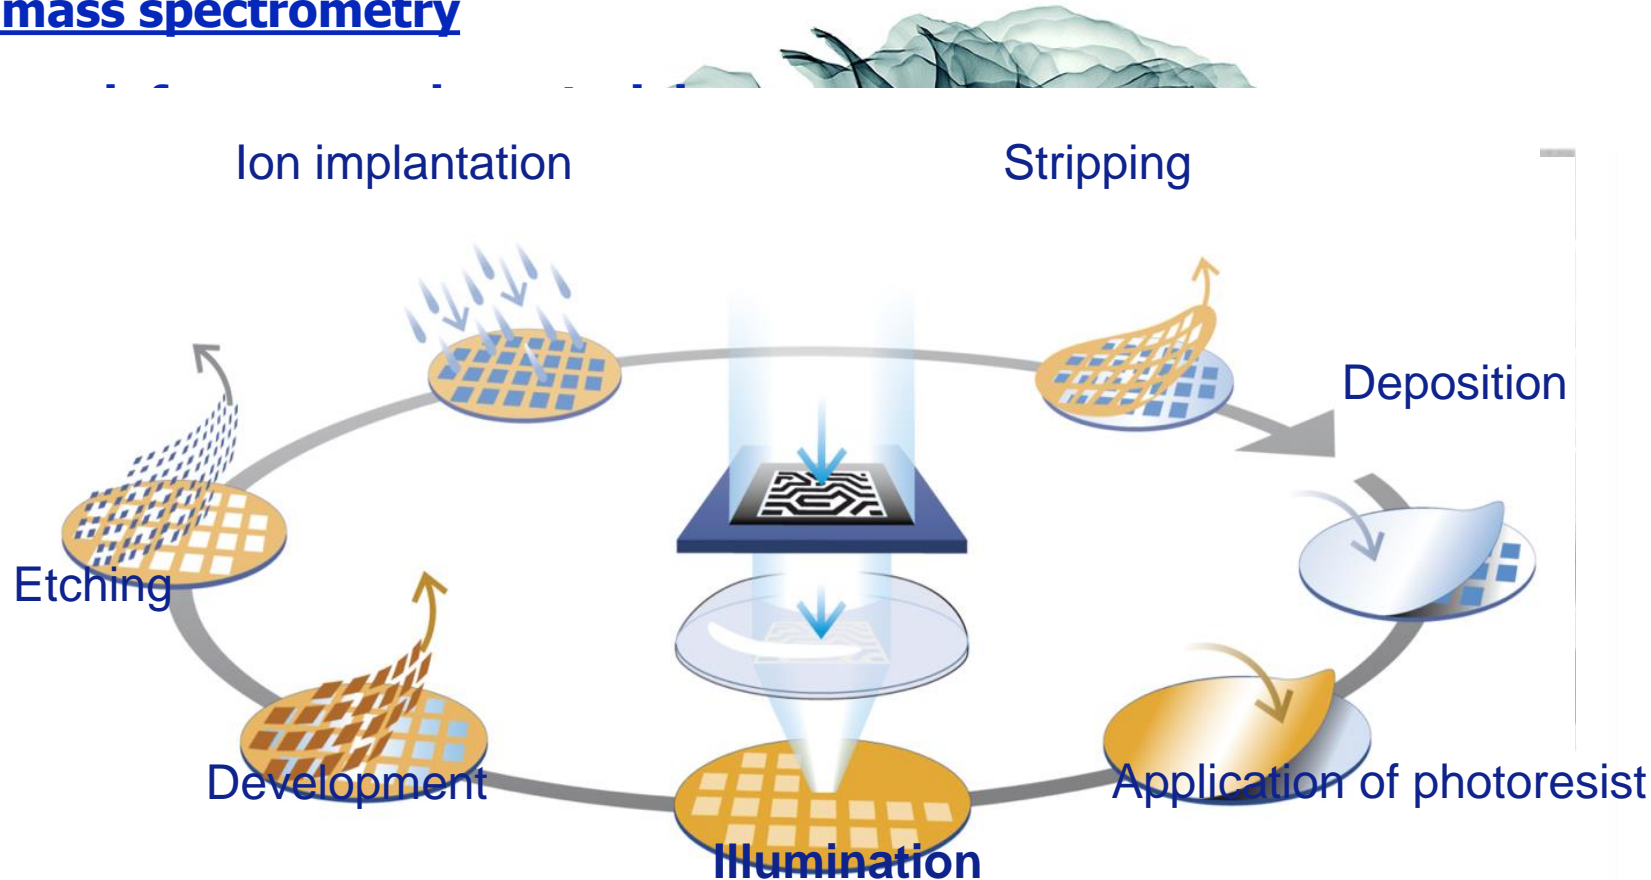 mass spectrometry
Ion implantation
Stripping
Deposition
Etching
Development
Application of photoresist
Illumination